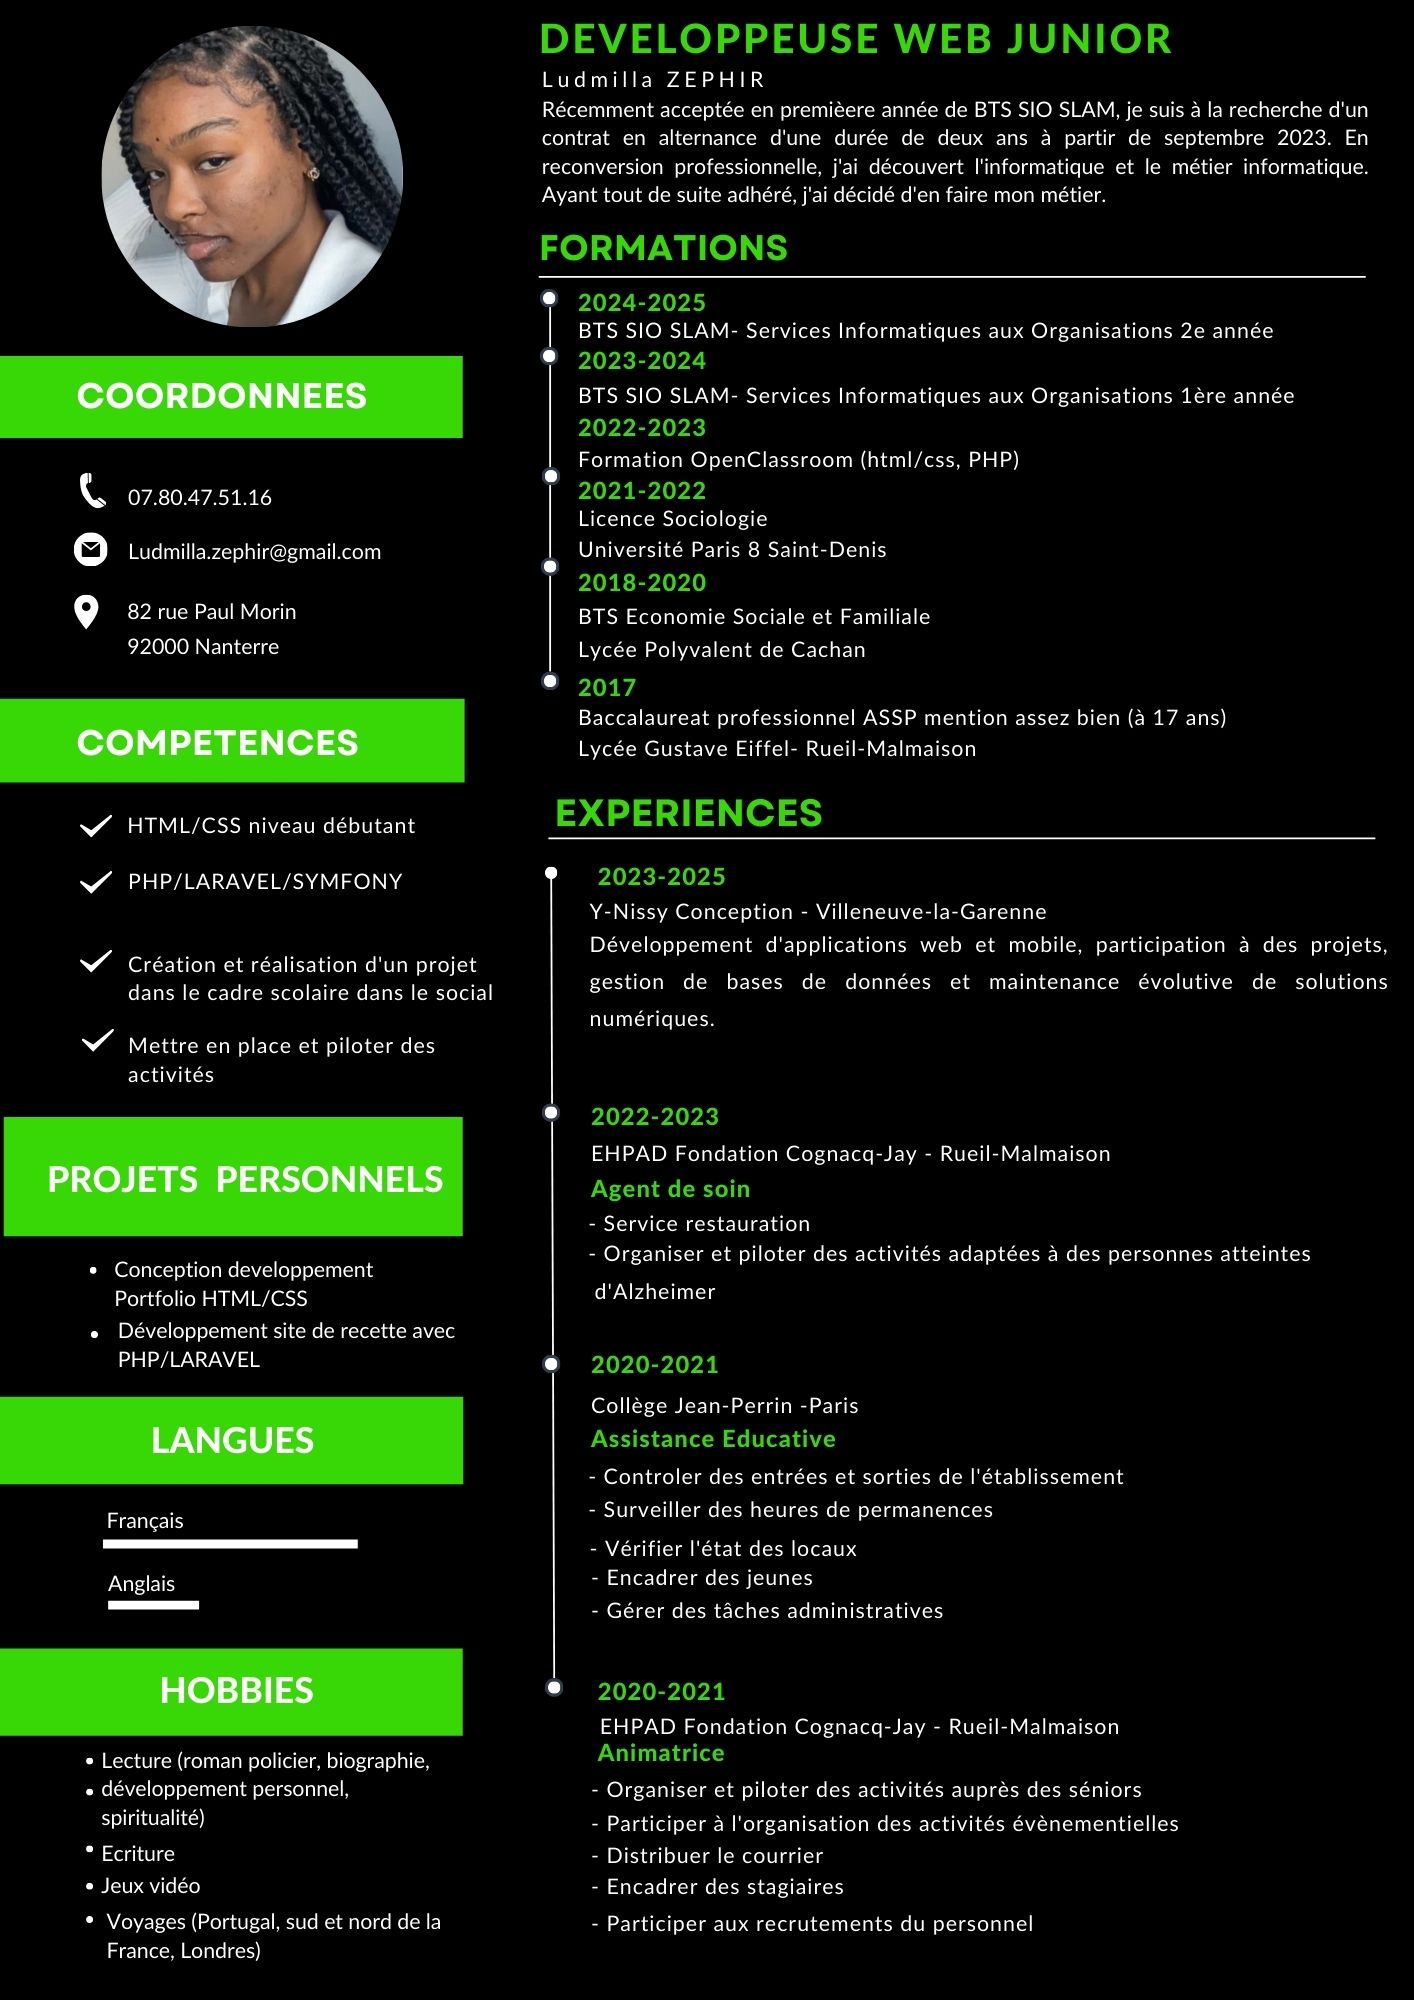 DEVELOPPEUSE WEB JUNIOR
Ludmilla ZEPHIR
Récemment acceptée en premièere année de BTS SIO SLAM, je suis à la recherche d'un
contrat en alternance d'une durée de deux ans à partir de septembre 2023. En
reconversion professionnelle, j'ai découvert l'informatique et le métier informatique.
Ayant tout de suite adhéré, j'ai décidé d'en faire mon métier.
COORDONNEES
07.80.47.51.16
Ludmilla.zephir@gmail.com
82 rue Paul Morin
92000 Nanterre
COMPETENCES
HTML/CSS niveau débutant
PHP/LARAVEL/SYMFONY
Création et réalisation d'un projet
dans le cadre scolaire dans le social
Mettre en place et piloter des
activités
PROJETS PERSONNELS
• Conception developpement
Portfolio HTML/CSS
• Développement site de recette avec
PHP/LARAVEL
LANGUES
Français
Anglais
HOBBIES
• Lecture (roman policier, biographie,
• développement personnel,
spiritualité)
• Ecriture
• Jeux vidéo
• Voyages (Portugal, sud et nord de la
France, Londres)
FORMATIONS
2024-2025
BTS SIO SLAM- Services Informatiques aux Organisations 2e année
2023-2024
BTS SIO SLAM- Services Informatiques aux Organisations 1ère année
2022-2023
Formation OpenClassroom (html/css, PHP)
2021-2022
Licence Sociologie
Université Paris 8 Saint-Denis
2018-2020
BTS Economie Sociale et Familiale
Lycée Polyvalent de Cachan
2017
Baccalaureat professionnel ASSP mention assez bien (à 17 ans)
Lycée Gustave Eiffel- Rueil-Malmaison
EXPERIENCES
2023-2025
Y-Nissy Conception - Villeneuve-la-Garenne
Développement d'applications web et mobile, participation à des projets,
gestion de bases de données et maintenance évolutive de solutions
numériques.
2022-2023
EHPAD Fondation Cognacq-Jay - Rueil-Malmaison
Agent de soin
- Service restauration
- Organiser et piloter des activités adaptées à des personnes atteintes
d'Alzheimer
2020-2021
Collège Jean-Perrin -Paris
Assistance Educative
- Controler des entrées et sorties de l'établissement
- Surveiller des heures de permanences
- Vérifier l'état des locaux
- Encadrer des jeunes
- Gérer des tâches administratives
2020-2021
EHPAD Fondation Cognacq-Jay - Rueil-Malmaison
Animatrice
- Organiser et piloter des activités auprès des séniors
- Participer à l'organisation des activités évènementielles
- Distribuer le courrier
- Encadrer des stagiaires
- Participer aux recrutements du personnel